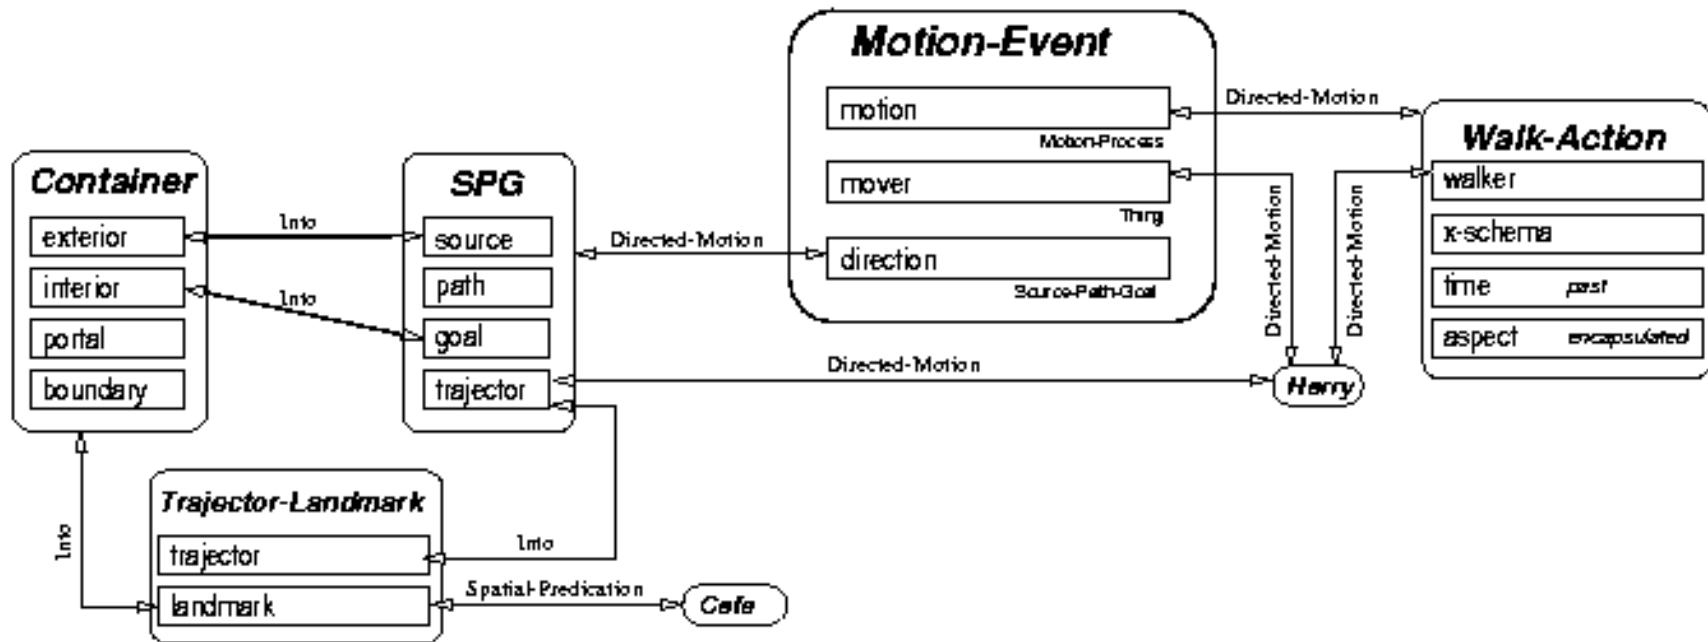 Motion-Event
motion
Motion-Process
mover
Thing
direction
Source-Path-Goal
Directed-Motion
Walk-Action
walker
x-schema
time past
aspect encapsulated
Container
exterior
interior
portal
boundary
Into
Into
SPG
source
path
goal
trajector
Directed-Motion
Directed-Motion
Directed-Motion
Directed-Motion
Harry
Trajector-Landmark
trajector
landmark
Into
Into
Spatial-Predication
Cafe